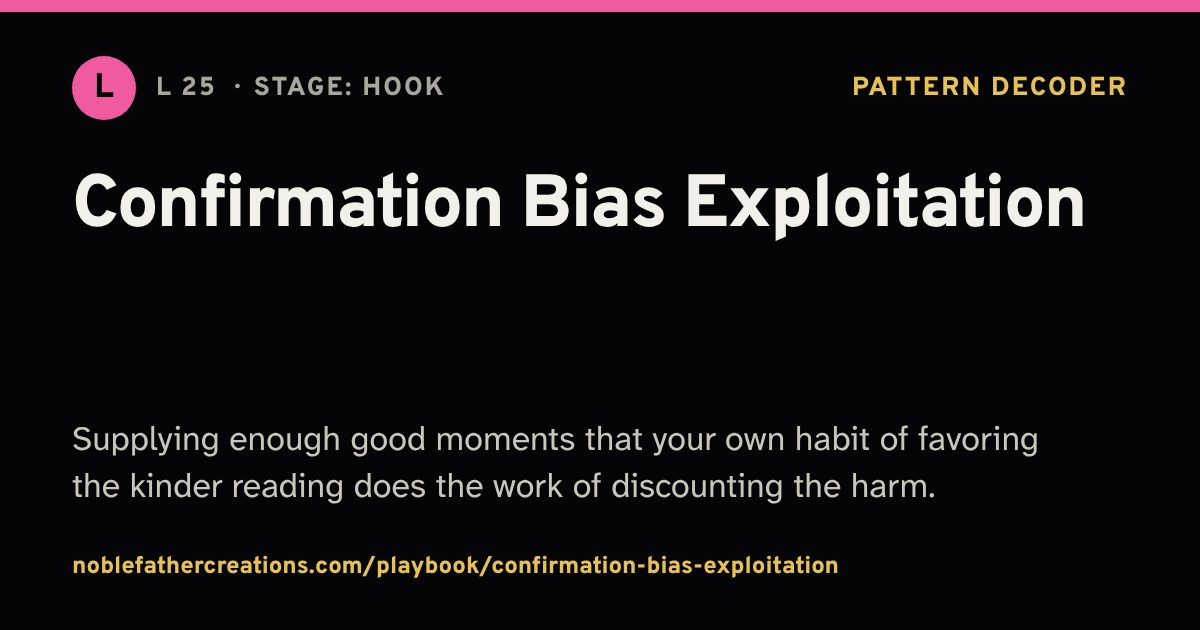 L
L 25 · STAGE: HOOK
PATTERN DECODER
Confirmation Bias Exploitation
Supplying enough good moments that your own habit of favoring
the kinder reading does the work of discounting the harm.
noblefathercreations.com/playbook/confirmation-bias-exploitation